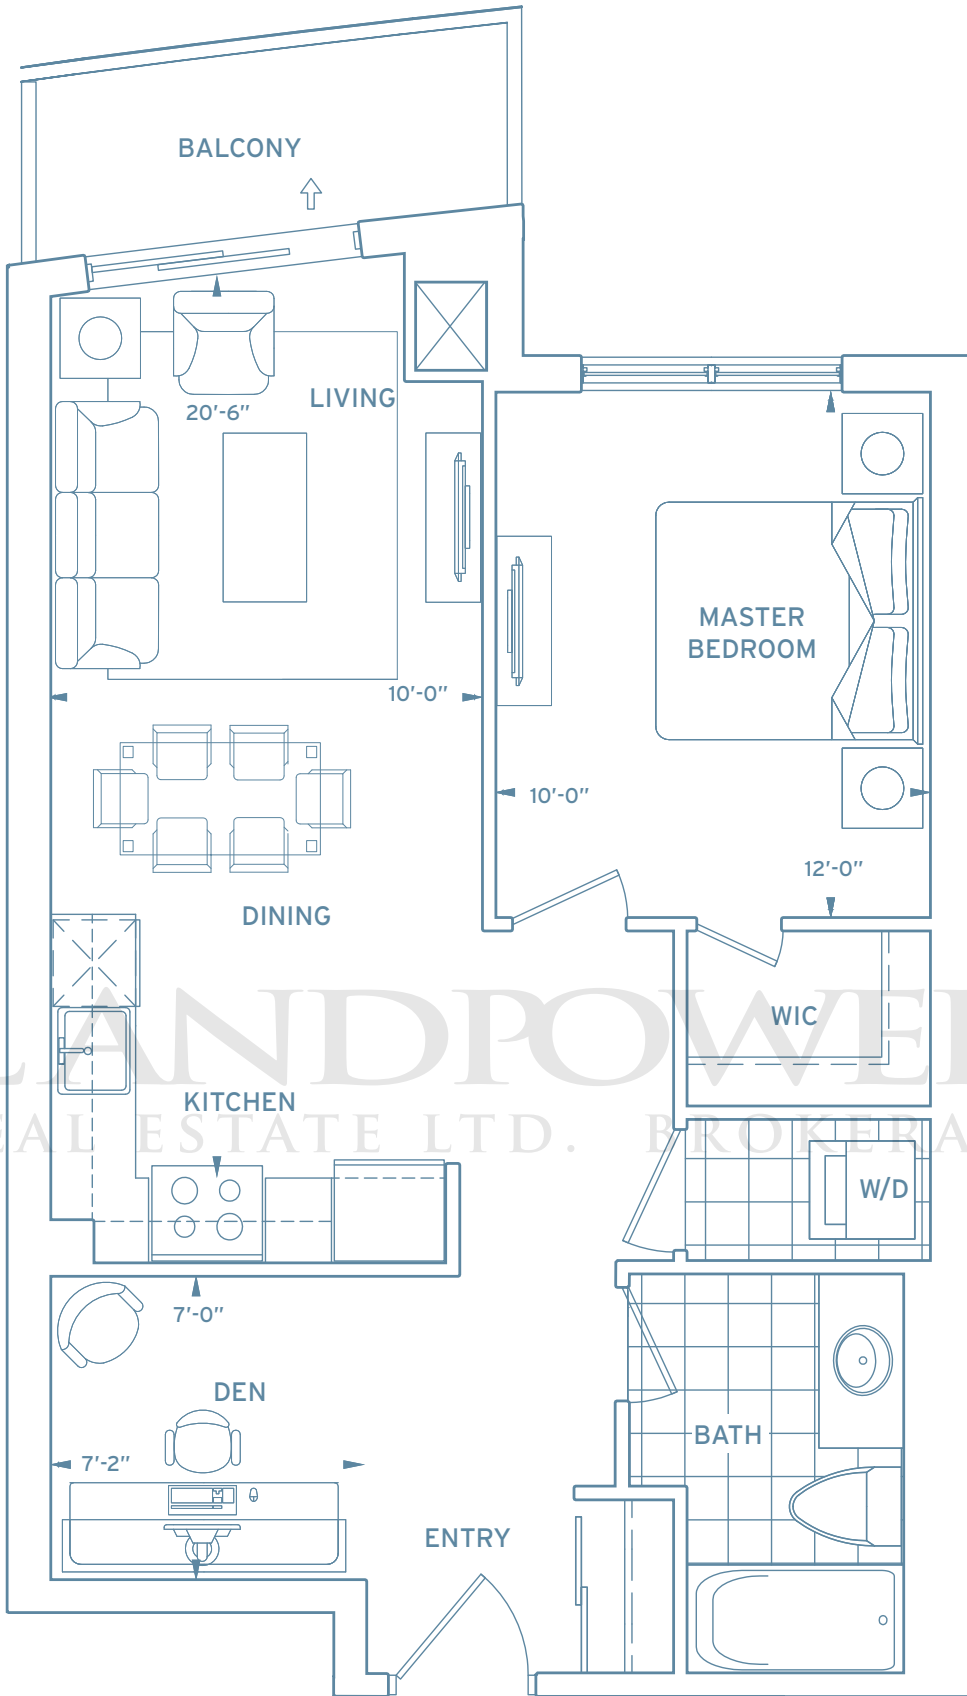 BALCONY
LIVING
20'-6"
MASTER
BEDROOM
10'-0"
10'-0"
12'-0"
DINING
WIC
LANDPOWER
REAL ESTATE LTD. BROKERA
KITCHEN
W/D
7'-0"
DEN
BATH
7'-2"
ENTRY